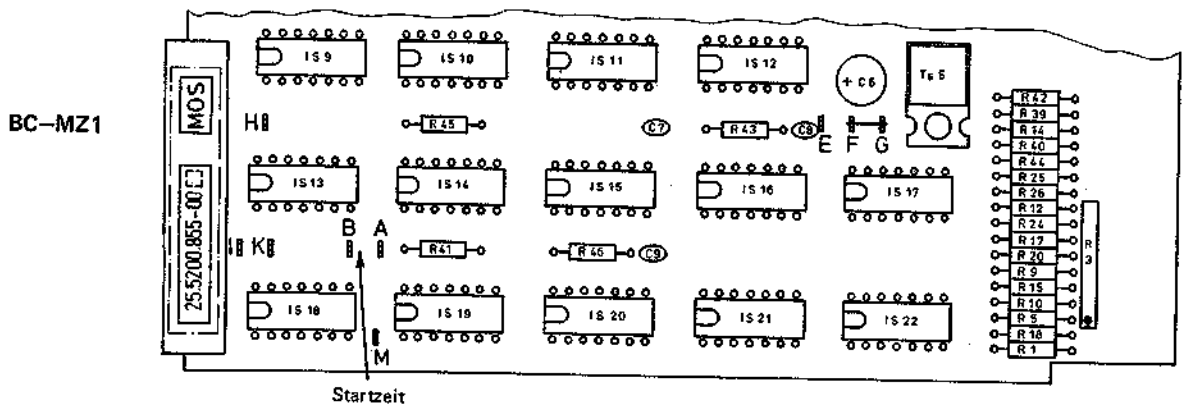 BC-MZ1
MOS
25.5200.855-00
IS 9
IS 10
IS 11
IS 12
+ C6
R 42
R 39
R 14
R 40
R 44
R 25
R 26
R 12
R 24
R 17
R 20
R 9
R 15
R 10
R 5
R 18
R 1
R 3
H
R 45
C7
R 43
C8
E
F
G
IS 13
IS 14
IS 15
IS 16
IS 17
K
B
A
R 41
R 46
C9
IS 18
IS 19
IS 20
IS 21
IS 22
M
Startzeit